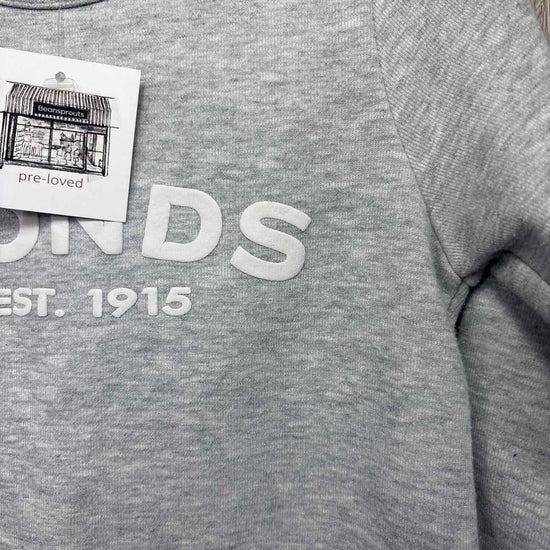 Beansprouts
pre-loved
ONDS
EST. 1915